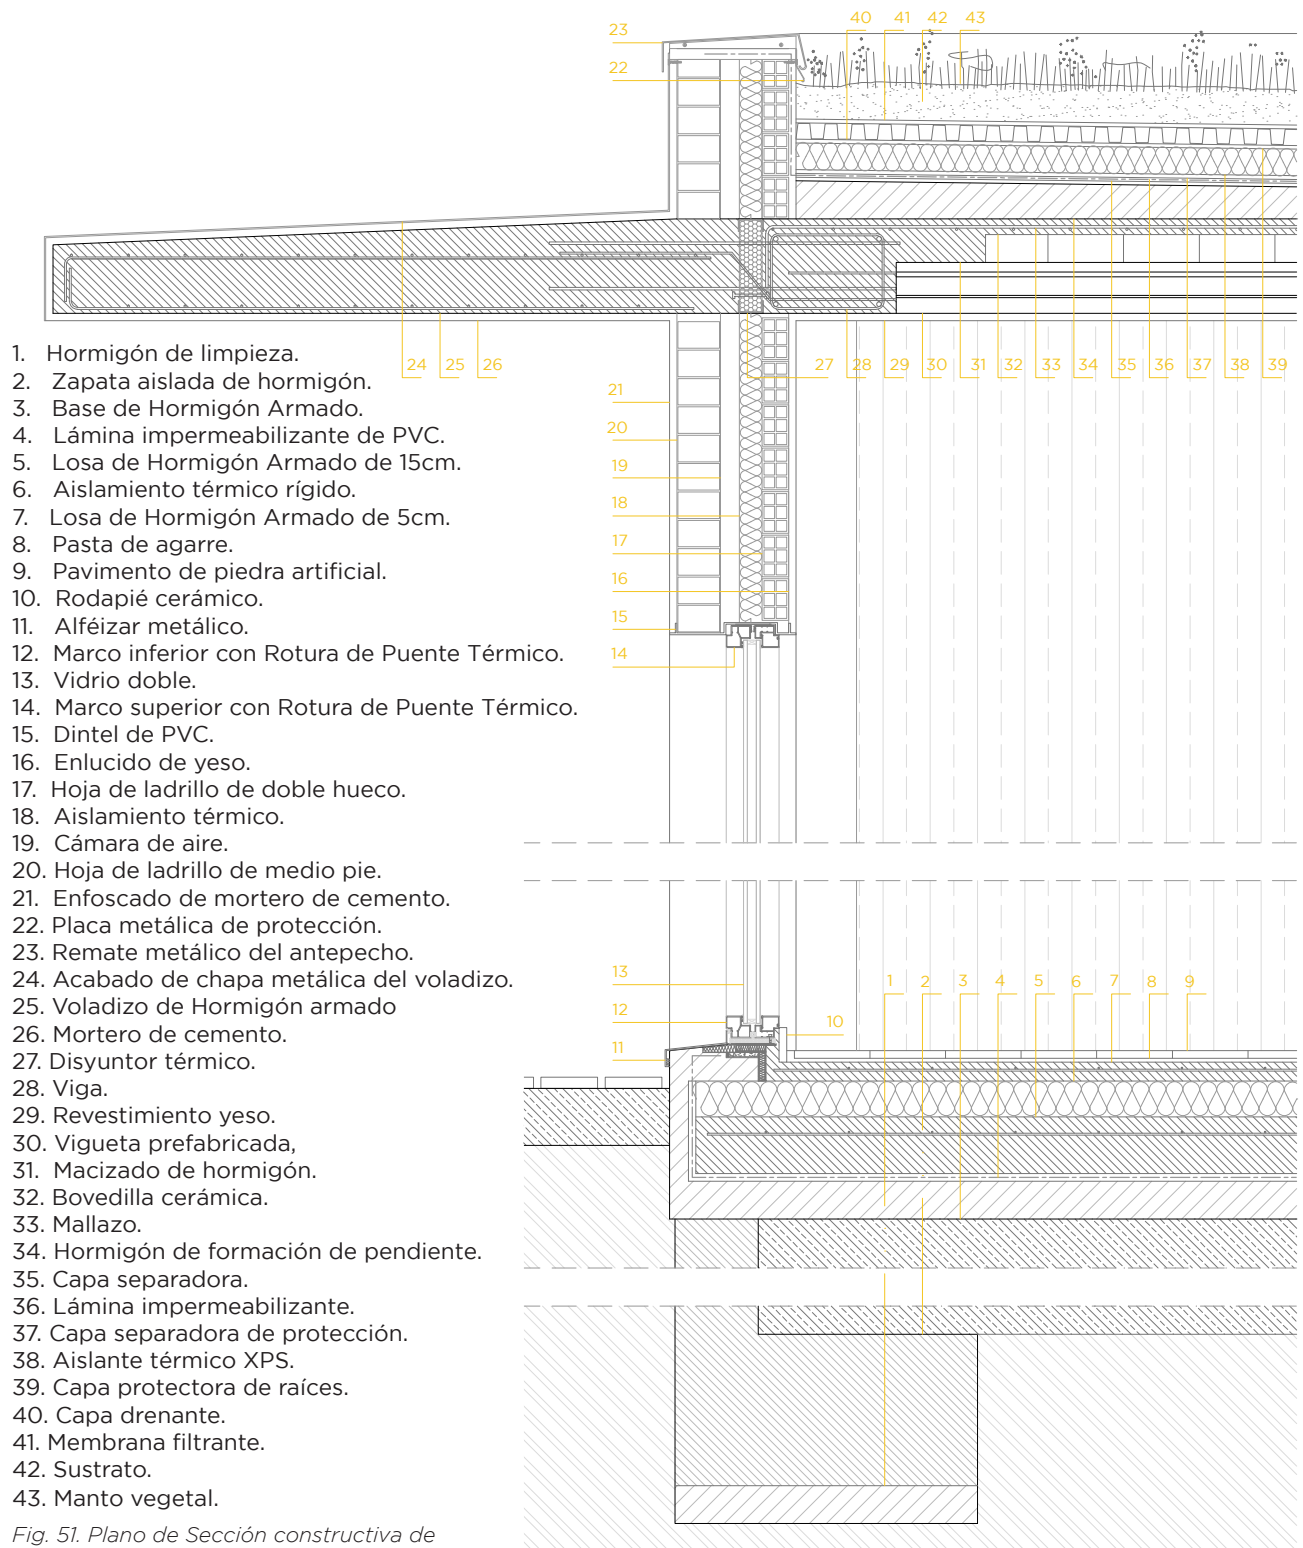 40 41 42 43
23
22
24 25 26 27 28 29 30 31 32 33 34 35 36 37 38 39
21
20
19
18
17
16
15
14
13
12
11
10
1 2 3 4 5 6 7 8 9
1. Hormigón de limpieza.
2. Zapata aislada de hormigón.
3. Base de Hormigón Armado.
4. Lámina impermeabilizante de PVC.
5. Losa de Hormigón Armado de 15cm.
6. Aislamiento térmico rígido.
7. Losa de Hormigón Armado de 5cm.
8. Pasta de agarre.
9. Pavimento de piedra artificial.
10. Rodapié cerámico.
11. Alféizar metálico.
12. Marco inferior con Rotura de Puente Térmico.
13. Vidrio doble.
14. Marco superior con Rotura de Puente Térmico.
15. Dintel de PVC.
16. Enlucido de yeso.
17. Hoja de ladrillo de doble hueco.
18. Aislamiento térmico.
19. Cámara de aire.
20. Hoja de ladrillo de medio pie.
21. Enfoscado de mortero de cemento.
22. Placa metálica de protección.
23. Remate metálico del antepecho.
24. Acabado de chapa metálica del voladizo.
25. Voladizo de Hormigón armado
26. Mortero de cemento.
27. Disyuntor térmico.
28. Viga.
29. Revestimiento yeso.
30. Vigueta prefabricada,
31. Macizado de hormigón.
32. Bovedilla cerámica.
33. Mallazo.
34. Hormigón de formación de pendiente.
35. Capa separadora.
36. Lámina impermeabilizante.
37. Capa separadora de protección.
38. Aislante térmico XPS.
39. Capa protectora de raíces.
40. Capa drenante.
41. Membrana filtrante.
42. Sustrato.
43. Manto vegetal.
Fig. 51. Plano de Sección constructiva de